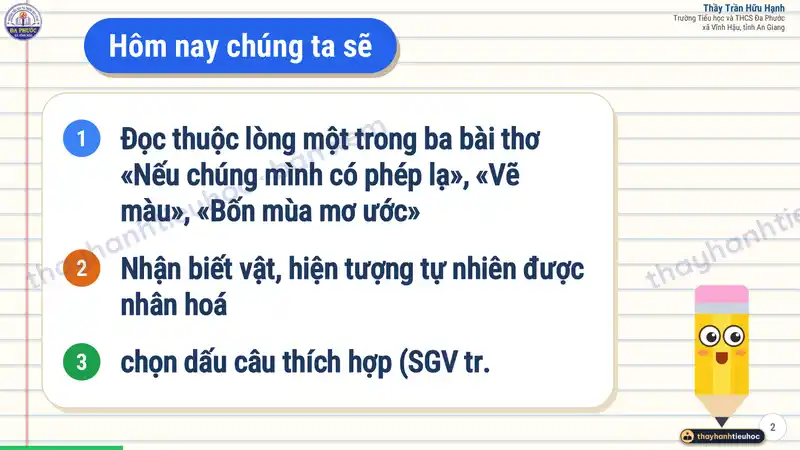 Thầy Trần Hữu Hạnh
Trường Tiểu học và THCS Đa Phước
xã Vĩnh Hậu, tỉnh An Giang
ĐA PHƯỚC
Hôm nay chúng ta sẽ
1 Đọc thuộc lòng một trong ba bài thơ
«Nếu chúng mình có phép lạ», «Vẽ
màu», «Bốn mùa mơ ước»
2 Nhận biết vật, hiện tượng tự nhiên được
nhân hoá
3 chọn dấu câu thích hợp (SGV tr.
thayhanhtieuhoc
2